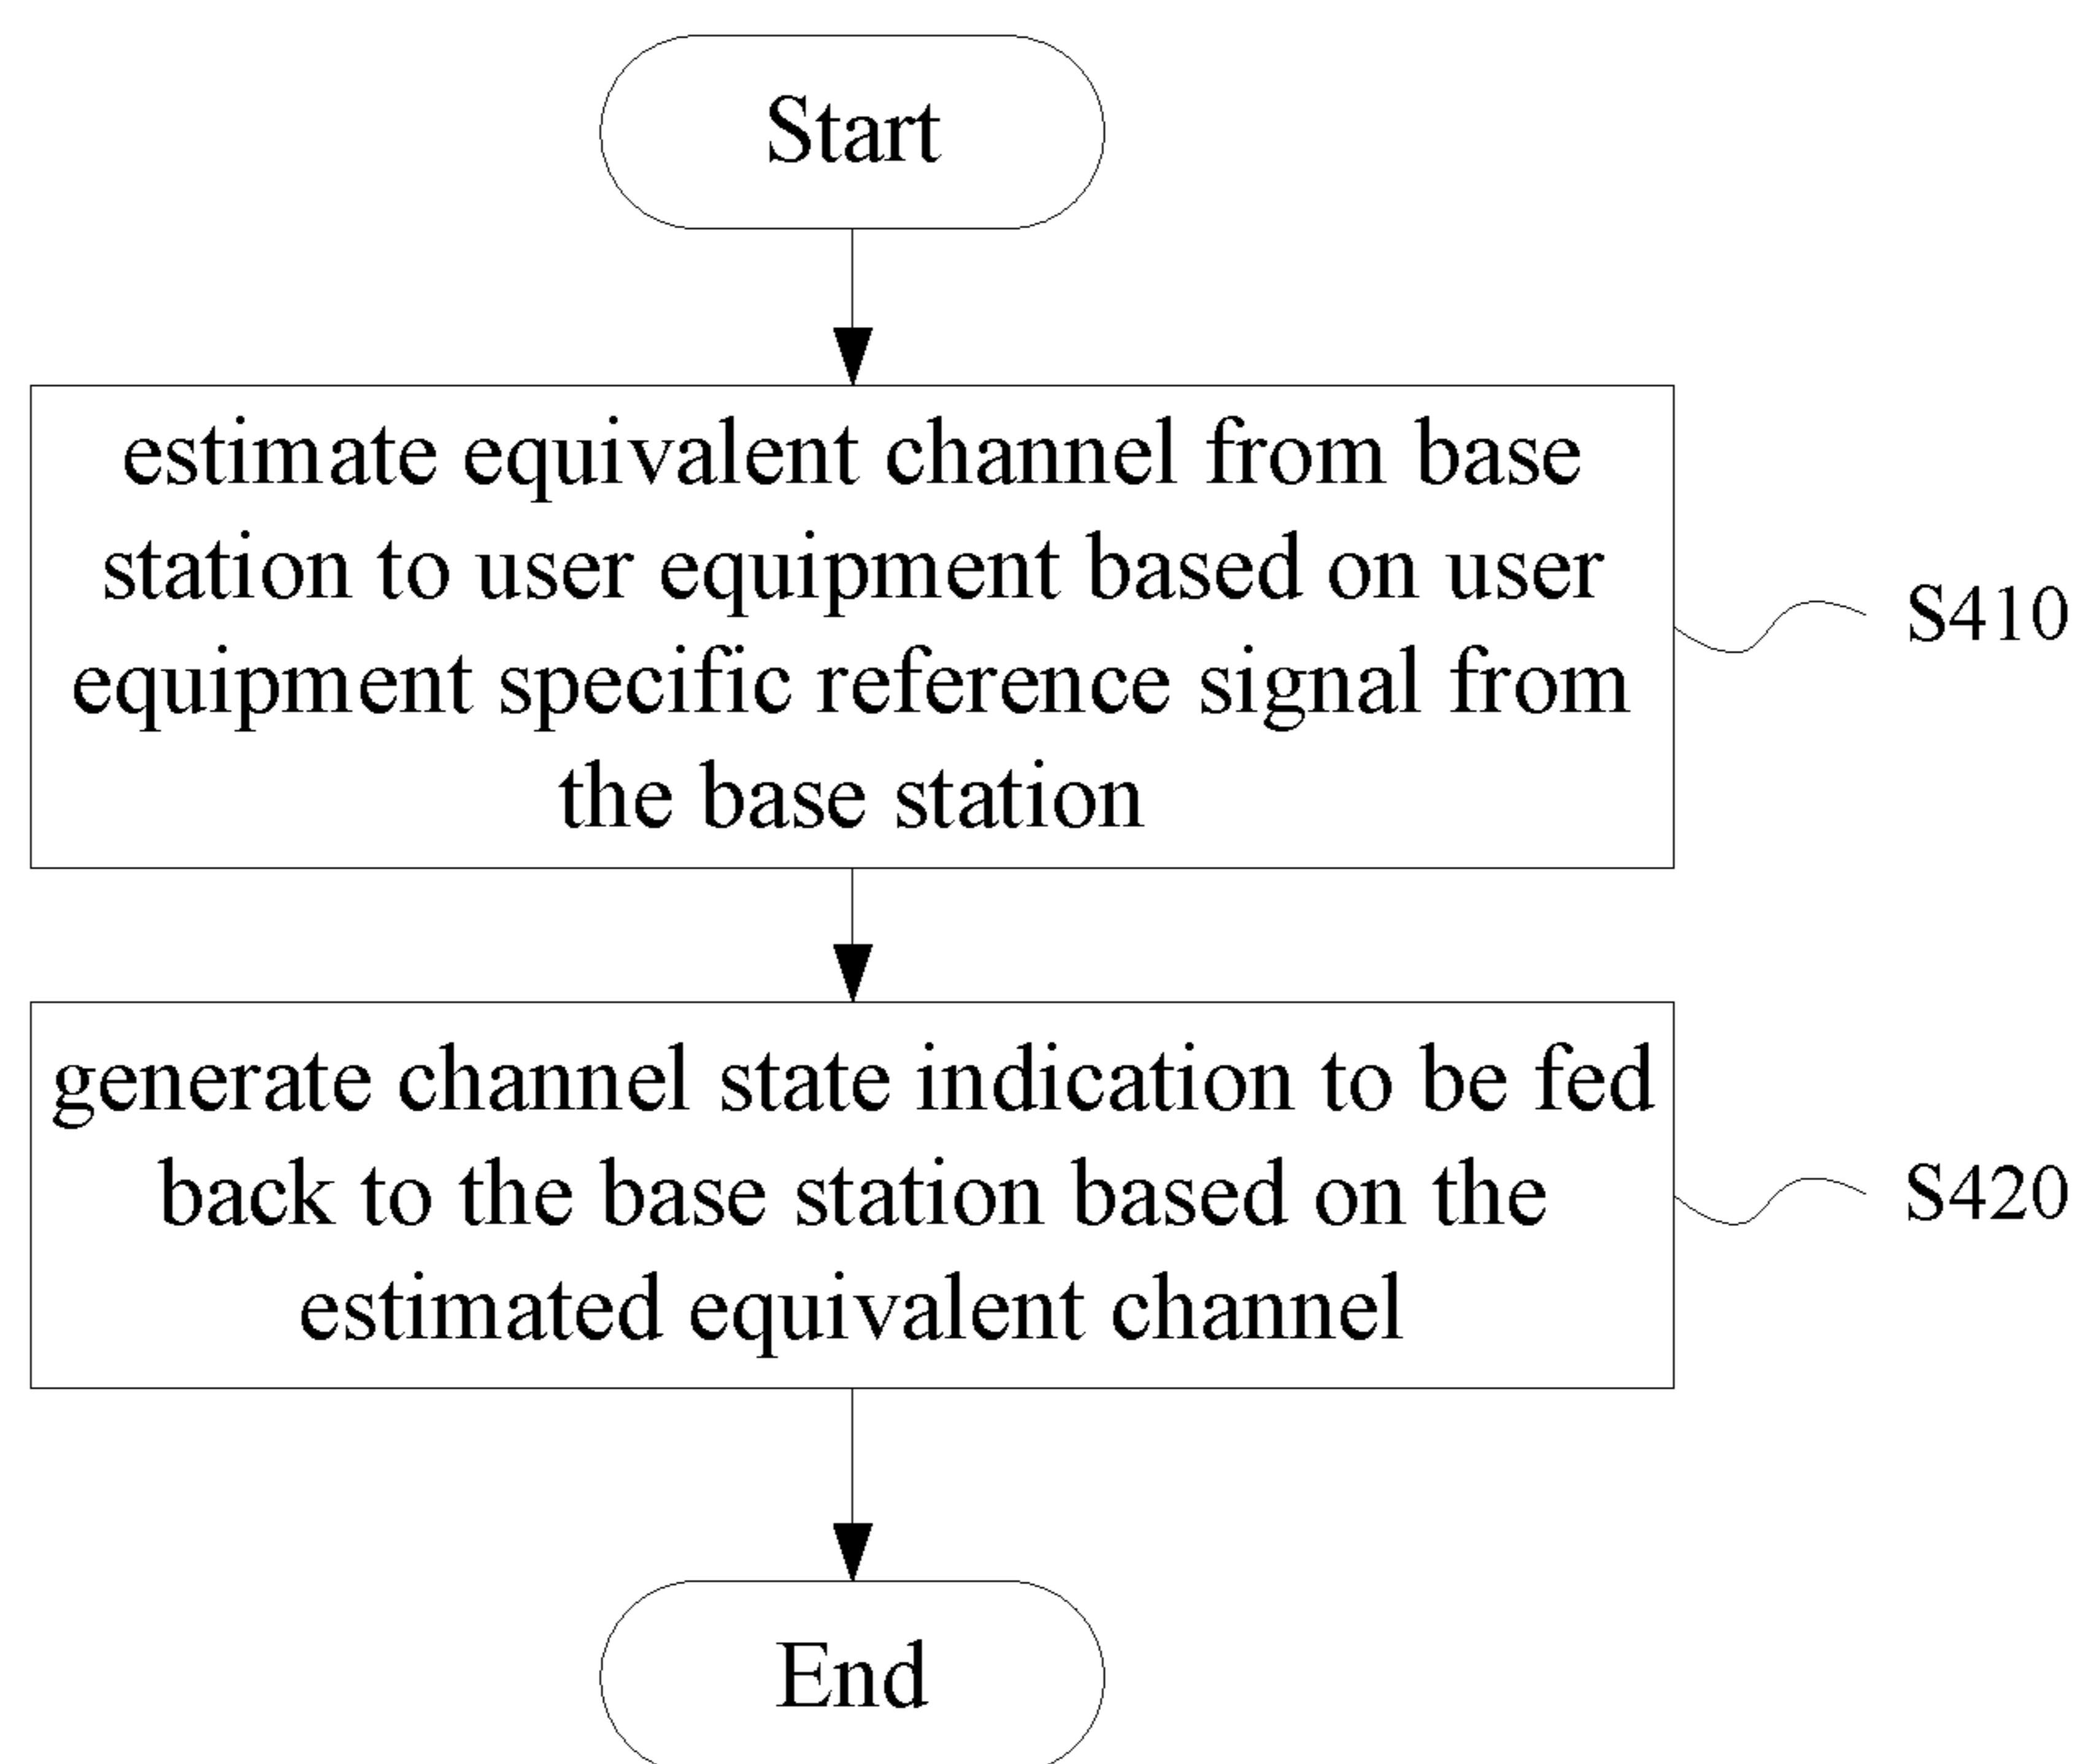 Start
estimate equivalent channel from base
station to user equipment based on user
equipment specific reference signal from
the base station
S410
generate channel state indication to be fed
back to the base station based on the
estimated equivalent channel
S420
End